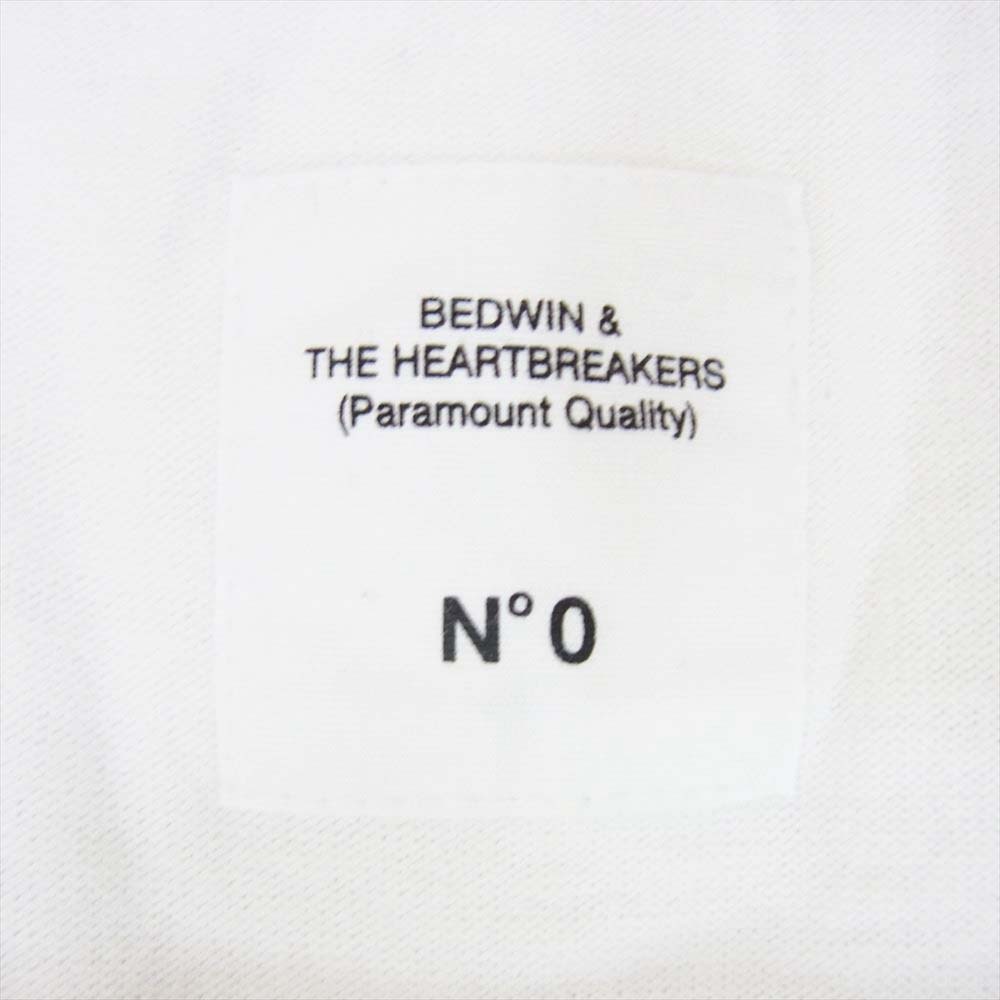 BEDWIN &
THE HEARTBREAKERS
(Paramount Quality)
N° 0